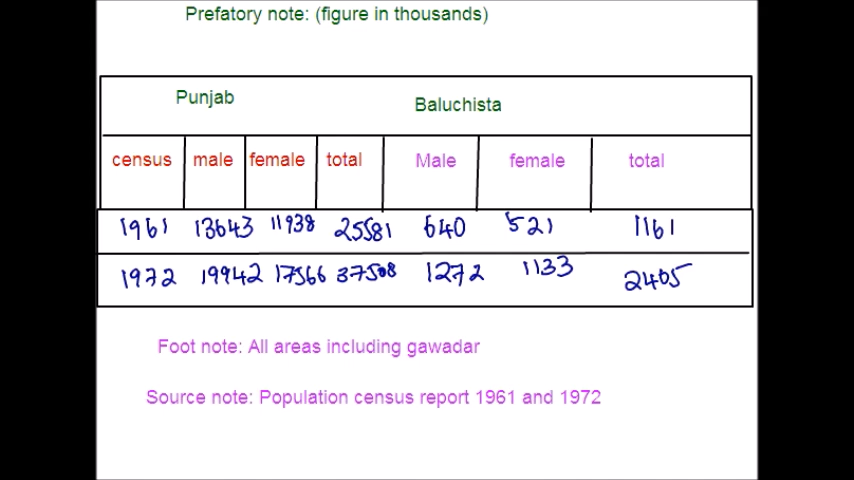 Prefatory note: (figure in thousands)
Punjab Baluchista
census male female total Male female total
1961 13643 11938 25581 640 521 1161
1972 19942 17566 37508 1272 1133 2405
Foot note: All areas including gawadar
Source note: Population census report 1961 and 1972